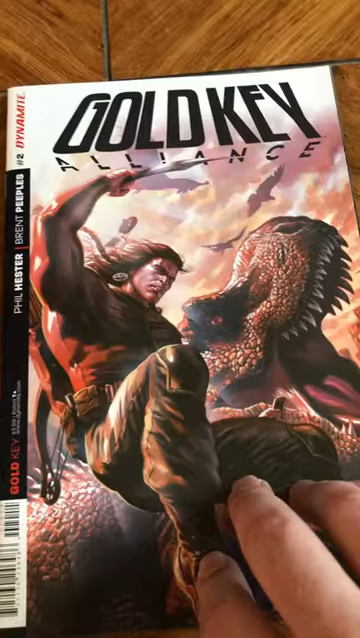 GOLD KEY
ALLIANCE
DYNAMITE.
#2
PHIL HESTER | BRENT PEEPLES
GOLD KEY